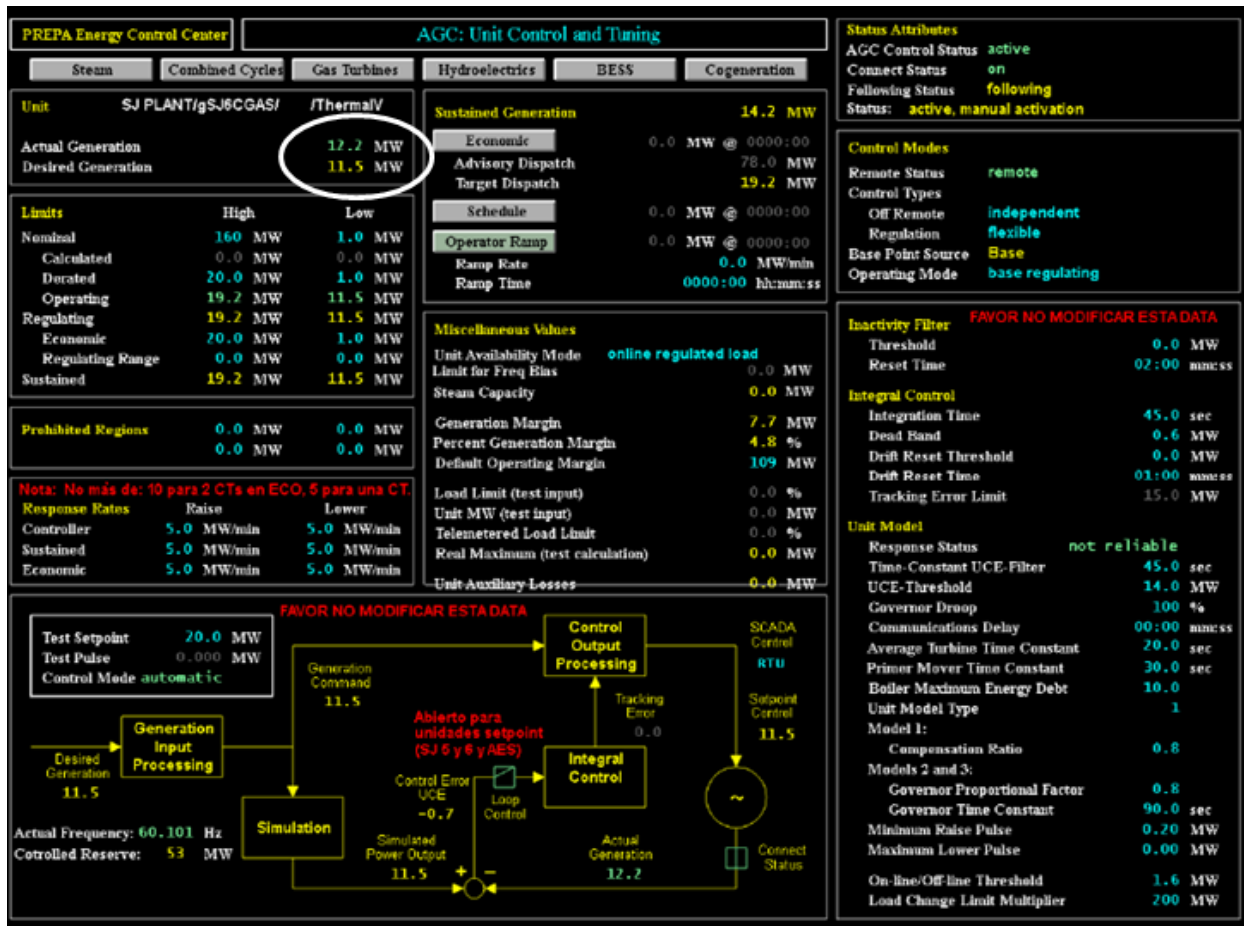 PREPA Energy Control Center
AGC: Unit Control and Tuning
Steam Combined Cycles Gas Turbines Hydroelectrics BESS Cogeneration
Unit SJ PLANT/gSJ6CGAS/ /ThermalV
Actual Generation 12.2 MW
Desired Generation 11.5 MW
Limits High Low
Nominal 160 MW 1.0 MW
Calculated 0.0 MW 0.0 MW
Derated 20.0 MW 1.0 MW
Operating 19.2 MW 11.5 MW
Regulating 19.2 MW 11.5 MW
Economic 20.0 MW 1.0 MW
Regulating Range 0.0 MW 0.0 MW
Sustained 19.2 MW 11.5 MW
Prohibited Regions 0.0 MW 0.0 MW
0.0 MW 0.0 MW
Nota: No más de: 10 para 2 CTs en ECO, 5 para una CT.
Response Rates Raise Lower
Controller 5.0 MW/min 5.0 MW/min
Sustained 5.0 MW/min 5.0 MW/min
Economic 5.0 MW/min 5.0 MW/min
Sustained Generation 14.2 MW
Economic 0.0 MW @ 0000:00
Advisory Dispatch 78.0 MW
Target Dispatch 19.2 MW
Schedule 0.0 MW @ 0000:00
Operator Ramp 0.0 MW @ 0000:00
Ramp Rate 0.0 MW/min
Ramp Time 0000:00 hh:mm:ss
Miscellaneous Values
Unit Availability Mode online regulated load
Limit for Freq Bias 0.0 MW
Steam Capacity 0.0 MW
Generation Margin 7.7 MW
Percent Generation Margin 4.8 %
Default Operating Margin 109 MW
Load Limit (test input) 0.0 %
Unit MW (test input) 0.0 MW
Telemetered Load Limit 0.0 %
Real Maximum (test calculation) 0.0 MW
Unit Auxiliary Losses 0.0 MW
Status Attributes
AGC Control Status active
Connect Status on
Following Status following
Status: active, manual activation
Control Modes
Remote Status remote
Control Types
Off Remote independent
Regulation flexible
Base Point Source Base
Operating Mode base regulating
Inactivity Filter FAVOR NO MODIFICAR ESTA DATA
Threshold 0.0 MW
Reset Time 02:00 mm:ss
Integral Control
Integration Time 45.0 sec
Dead Band 0.6 MW
Drift Reset Threshold 0.0 MW
Drift Reset Time 01:00 mm:ss
Tracking Error Limit 15.0 MW
Unit Model
Response Status not reliable
Time-Constant UCE-Filter 45.0 sec
UCE-Threshold 14.0 MW
Governor Droop 100 %
Communications Delay 00:00 mm:ss
Average Turbine Time Constant 20.0 sec
Primer Mover Time Constant 30.0 sec
Boiler Maximum Energy Debt 10.0
Unit Model Type 1
Model 1:
Compensation Ratio 0.8
Models 2 and 3:
Governor Proportional Factor 0.8
Governor Time Constant 90.0 sec
Minimum Raise Pulse 0.20 MW
Maximum Lower Pulse 0.00 MW
On-line/Off-line Threshold 1.6 MW
Load Change Limit Multiplier 200 MW
FAVOR NO MODIFICAR ESTA DATA
Test Setpoint 20.0 MW
Test Pulse 0.000 MW
Control Mode automatic
Generation
Command
11.5
Control
Output
Processing
SCADA
Control
RTU
Tracking
Error
0.0
Setpoint
Control
11.5
Abierto para
unidades setpoint
(SJ 5 y 6 y AES)
Generation
Input
Processing
Desired
Generation
11.5
Integral
Control
Control Error
UCE
-0.7
Loop
Control
~
Simulation
Actual Frequency: 60.101 Hz
Cotrolled Reserve: 53 MW
Simulated
Power Output
11.5
+ -
Actual
Generation
12.2
Connect
Status